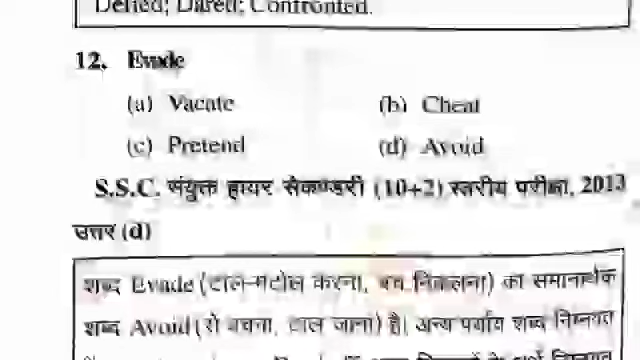 Defied; Dared; Confronted.
12. Evade
(a) Vacate (b) Cheat
(c) Pretend (d) Avoid
S.S.C. संयुक्त हायर सेकण्डरी (10+2) स्तरीय परीक्षा, 2013
उत्तर (d)
शब्द Evade (टाल-मटोल करना, बच निकलना) का समानार्थक
शब्द Avoid (से बचना, टाल जाना) है। अन्य पर्याय शब्द निम्नवत